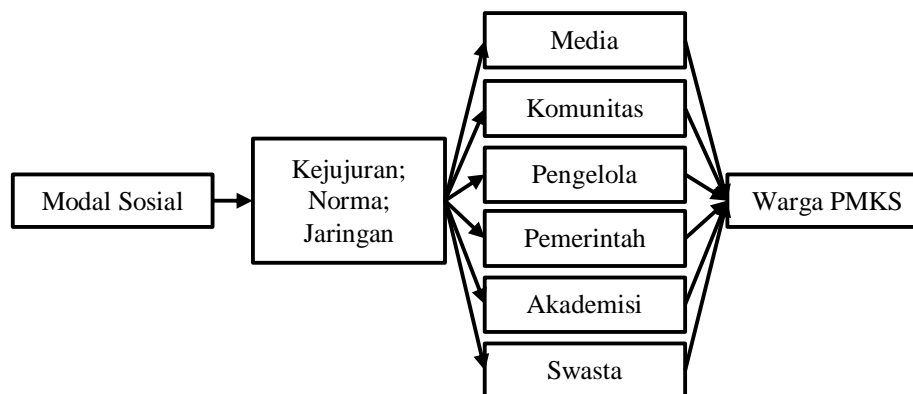 Modal Sosial
Kejujuran;
Norma;
Jaringan
Media
Komunitas
Pengelola
Pemerintah
Akademisi
Swasta
Warga PMKS